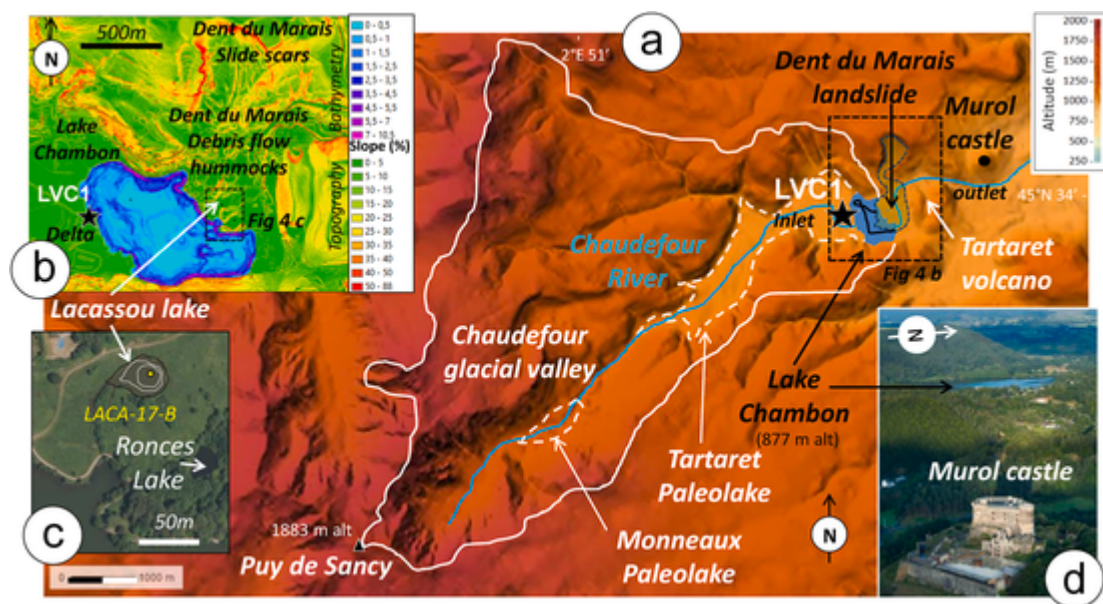 a
2°E 51'
Dent du Marais
landslide
Murol
castle
LVC1
Inlet
outlet
45°N 34' -
Chaudefour
River
Fig 4 b
Tartaret
volcano
Chaudefour
glacial valley
Lake
Chambon
(877 m alt)
Tartaret
Paleolake
Monneaux
Paleolake
1883 m alt
Puy de Sancy
N
0
1000 m
Altitude (m)
2000
1750
1500
1250
1000
750
500
250
b
N
500m
Dent du Marais
Slide scars
Dent du Marais
Debris flow
hummocks
Lake
Chambon
LVC1
Delta
Fig 4 c
Bathymetry
0 - 0,5
0,5 - 1
1 - 1,5
1,5 - 2,5
2,5 - 3,5
3,5 - 4,5
4,5 - 5,5
5,5 - 7
7 - 10,5
Slope (%)
Topography
0 - 5
5 - 10
10 - 15
15 - 20
20 - 25
25 - 30
30 - 35
35 - 40
40 - 50
50 - 88
Lacassou lake
c
LACA-17-B
Ronces
Lake
50m
d
N
Murol castle